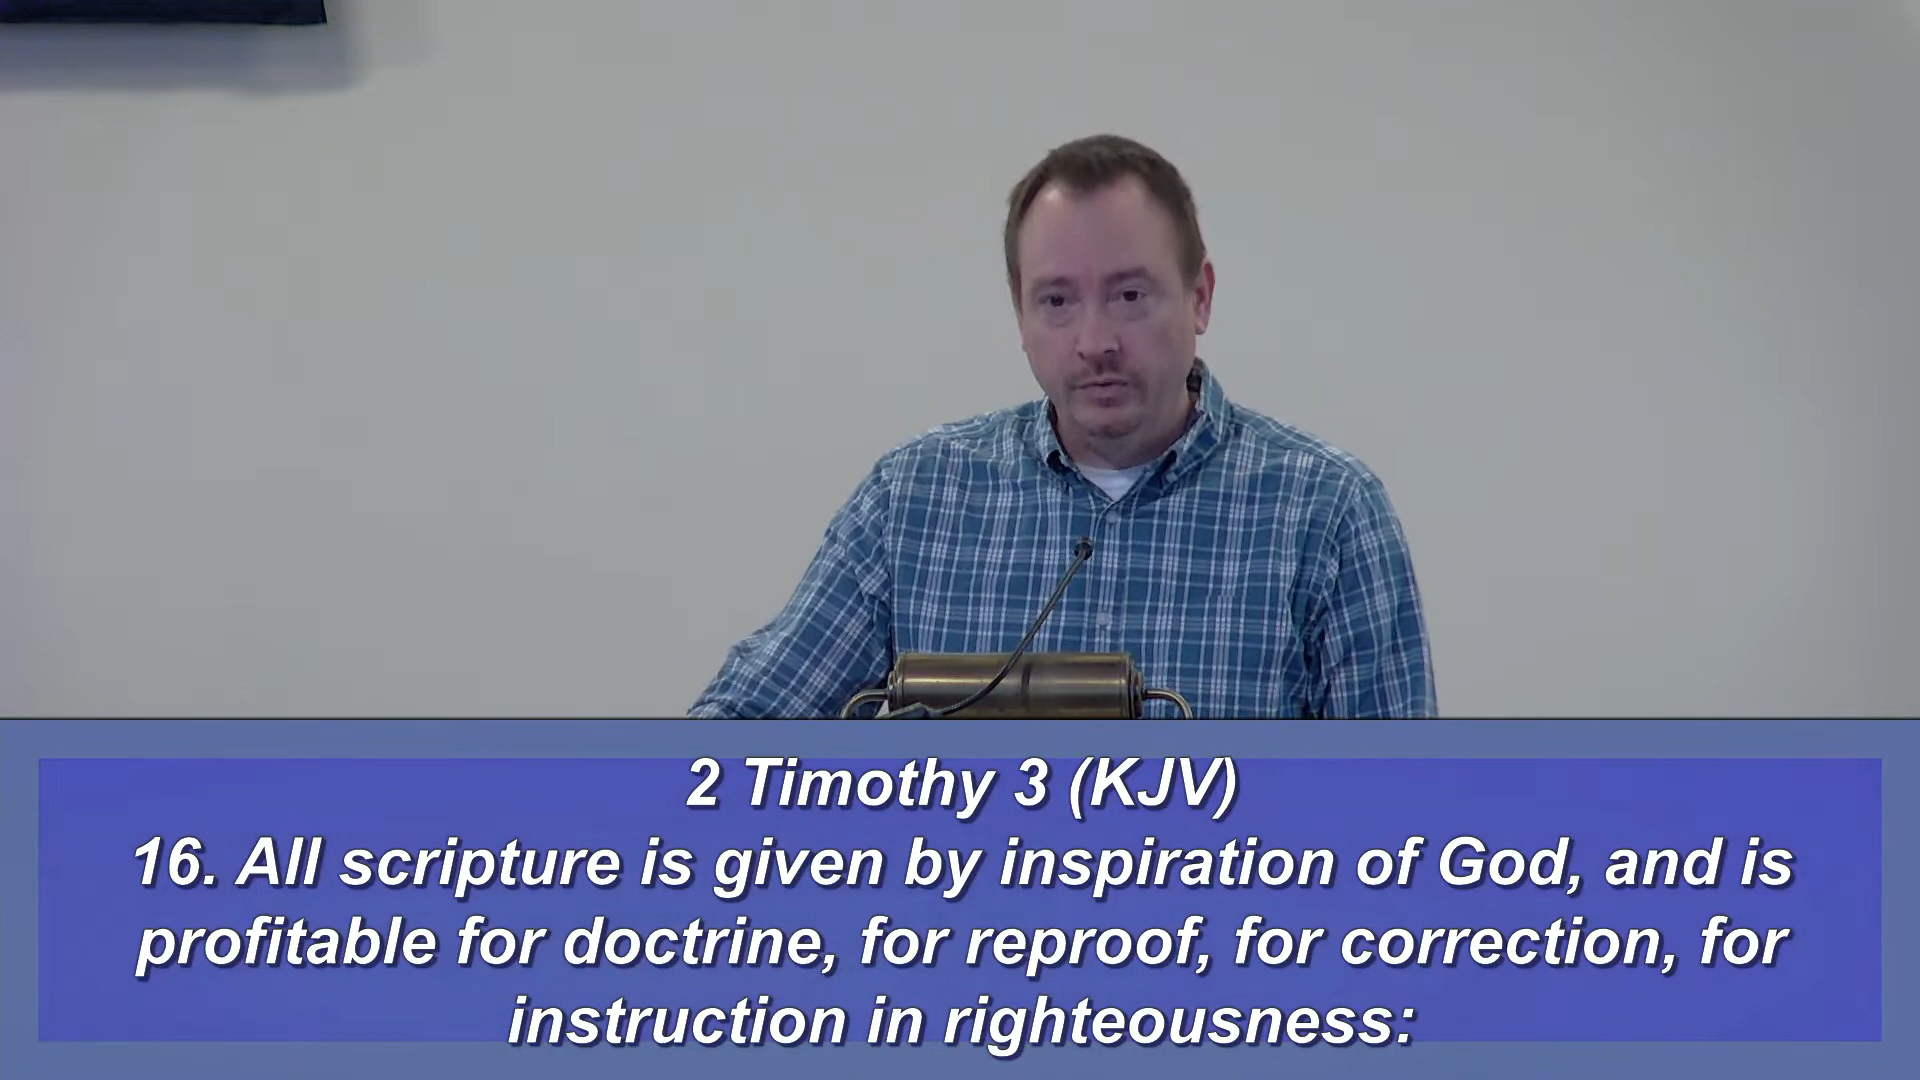 2 Timothy 3 (KJV)
16. All scripture is given by inspiration of God, and is
profitable for doctrine, for reproof, for correction, for
instruction in righteousness: